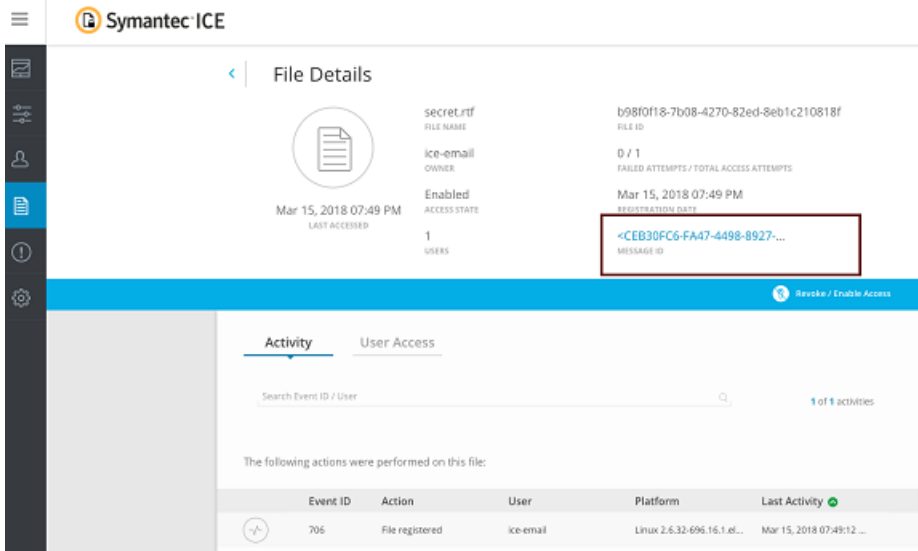 Symantec ICE
File Details
secret.rtf
FILE NAME
b98f0f18-7b08-4270-82ed-8eb1c210818f
FILE ID
ice-email
OWNER
0 / 1
FAILED ATTEMPTS / TOTAL ACCESS ATTEMPTS
Mar 15, 2018 07:49 PM
LAST ACCESSED
Enabled
ACCESS STATE
Mar 15, 2018 07:49 PM
REGISTRATION DATE
1
USERS
<CEB30FC6-FA47-4498-8927-...
MESSAGE ID
Revoke / Enable Access
Activity User Access
Search Event ID / User
1 of 1 activities
The following actions were performed on this file:
Event ID Action User Platform Last Activity
706 File registered ice-email Linux 2.6.32-696.16.1.el... Mar 15, 2018 07:49:12 ...